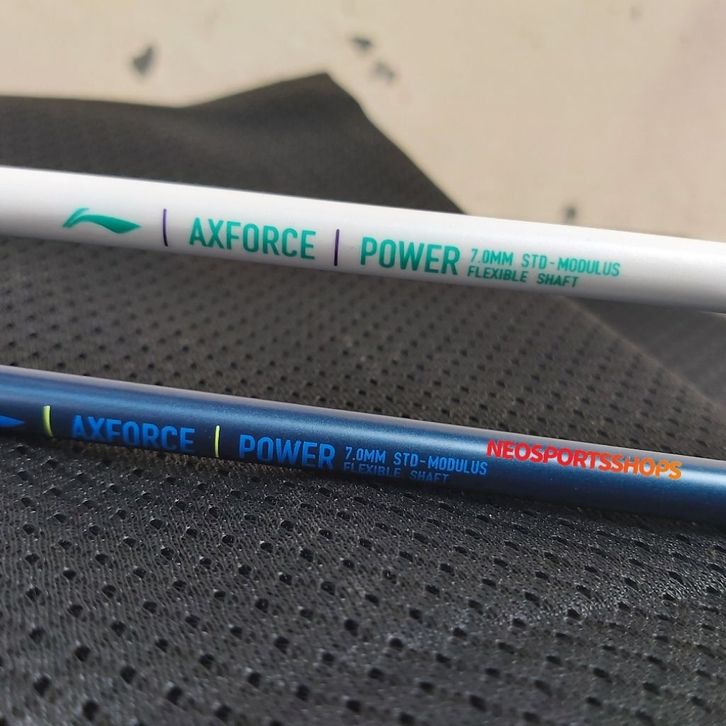 | AXFORCE | POWER 7.0MM STD-MODULUS
FLEXIBLE SHAFT
| AXFORCE | POWER 7.0MM STD-MODULUS
FLEXIBLE SHAFT
NEOSPORTSSHOPS